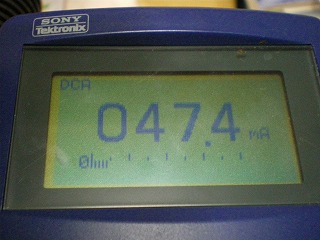 SONY
Tektronix
DCA
047.4 mA
0